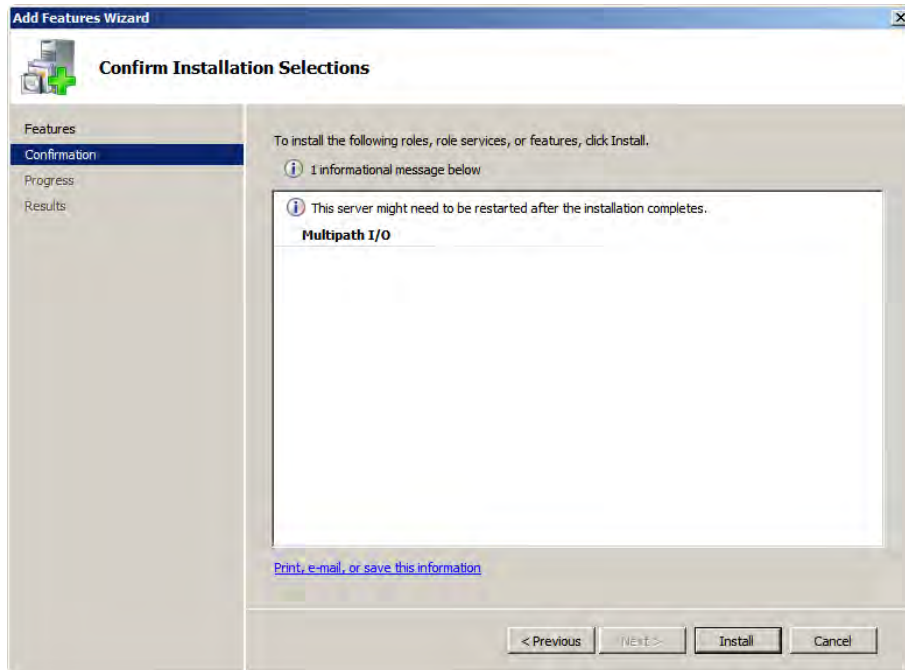 Add Features Wizard
Confirm Installation Selections
Features
Confirmation
Progress
Results
To install the following roles, role services, or features, click Install.
1 informational message below
This server might need to be restarted after the installation completes.
Multipath I/O
Print, e-mail, or save this information
< Previous
Next >
Install
Cancel